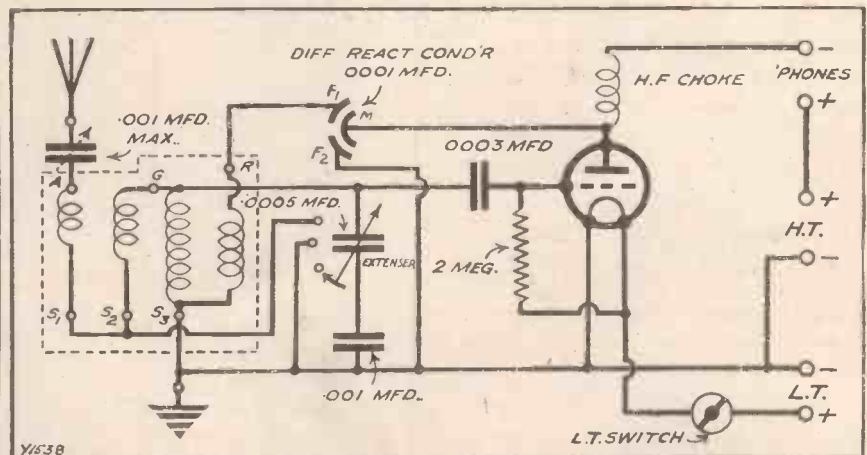 DIFF REACT COND'R
.0001 MFD.
F1
M
F2
H.F CHOKE
'PHONES
−
+
+
H.T.
−
−
L.T.
+
A
.001 MFD.
MAX.
A
R
G
.0005 MFD.
EXTENSER
.0003 MFD
2 MEG.
S1
S2
S3
.001 MFD.
L.T. SWITCH
Y1538